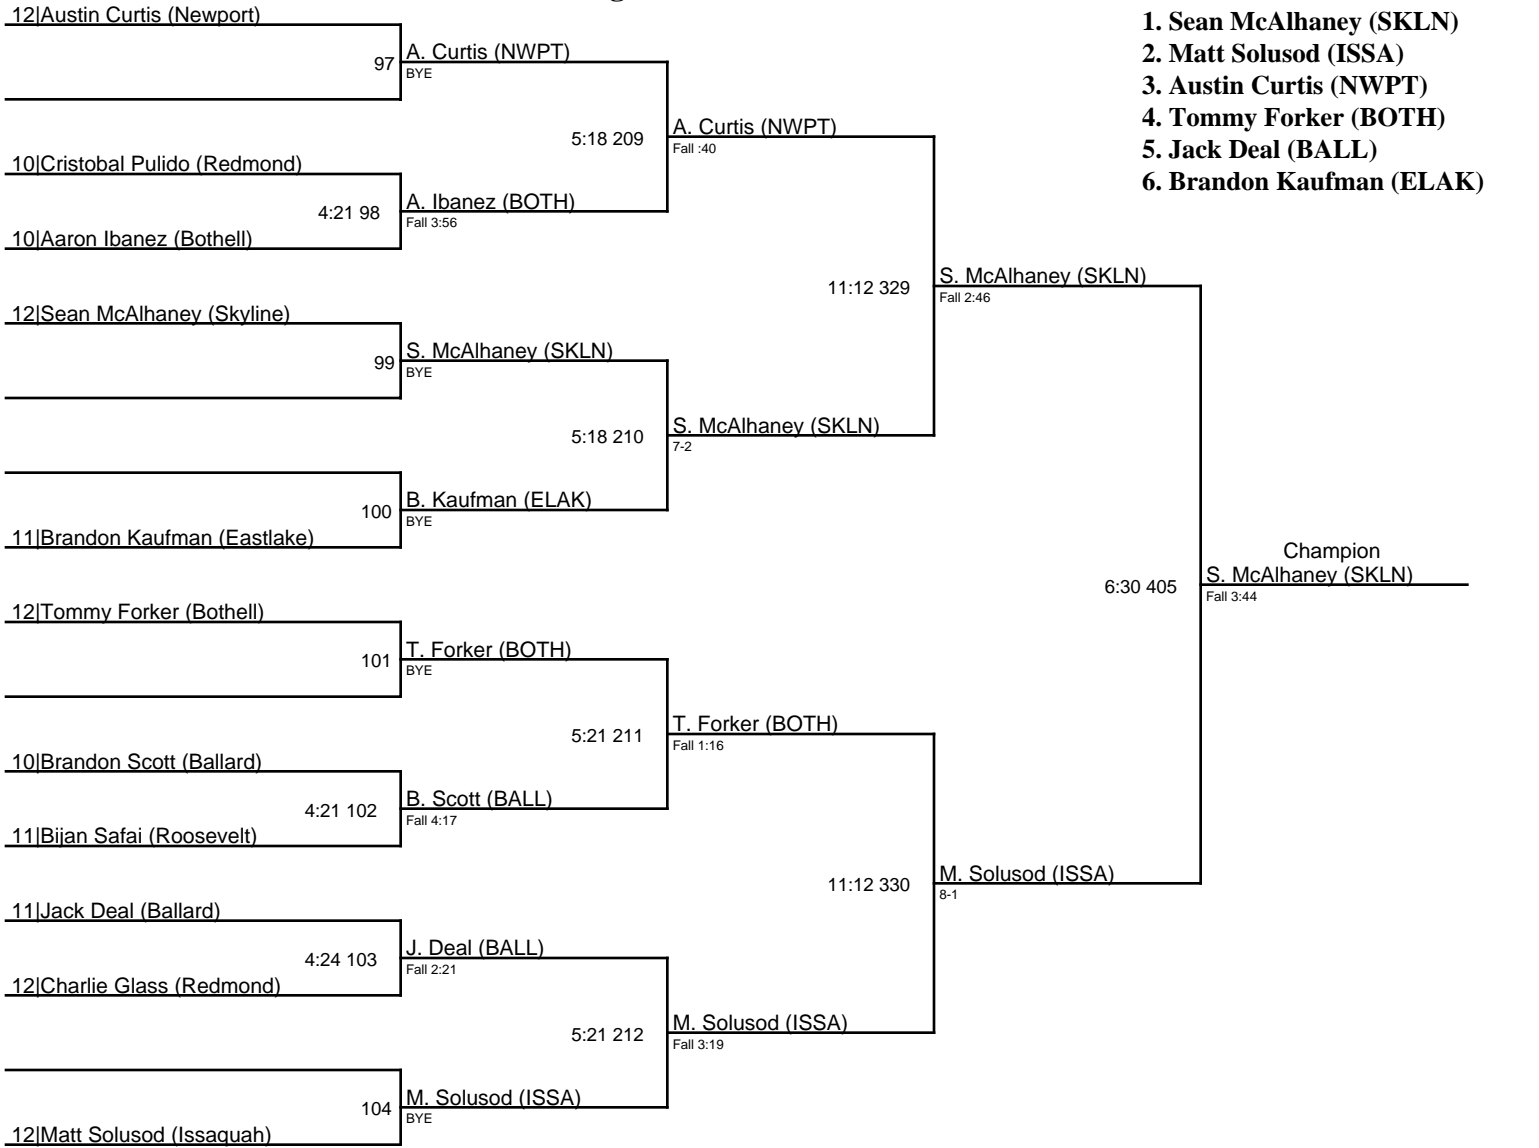 12|Austin Curtis (Newport)
97
A. Curtis (NWPT)
BYE
5:18 209
A. Curtis (NWPT)
Fall :40
10|Cristobal Pulido (Redmond)
4:21 98
A. Ibanez (BOTH)
Fall 3:56
10|Aaron Ibanez (Bothell)
11:12 329
S. McAlhaney (SKLN)
Fall 2:46
12|Sean McAlhaney (Skyline)
99
S. McAlhaney (SKLN)
BYE
5:18 210
S. McAlhaney (SKLN)
7-2
100
B. Kaufman (ELAK)
BYE
11|Brandon Kaufman (Eastlake)
6:30 405
Champion
S. McAlhaney (SKLN)
Fall 3:44
12|Tommy Forker (Bothell)
101
T. Forker (BOTH)
BYE
5:21 211
T. Forker (BOTH)
Fall 1:16
10|Brandon Scott (Ballard)
4:21 102
B. Scott (BALL)
Fall 4:17
11|Bijan Safai (Roosevelt)
11:12 330
M. Solusod (ISSA)
8-1
11|Jack Deal (Ballard)
4:24 103
J. Deal (BALL)
Fall 2:21
12|Charlie Glass (Redmond)
5:21 212
M. Solusod (ISSA)
Fall 3:19
104
M. Solusod (ISSA)
BYE
12|Matt Solusod (Issaquah)
1. Sean McAlhaney (SKLN)
2. Matt Solusod (ISSA)
3. Austin Curtis (NWPT)
4. Tommy Forker (BOTH)
5. Jack Deal (BALL)
6. Brandon Kaufman (ELAK)